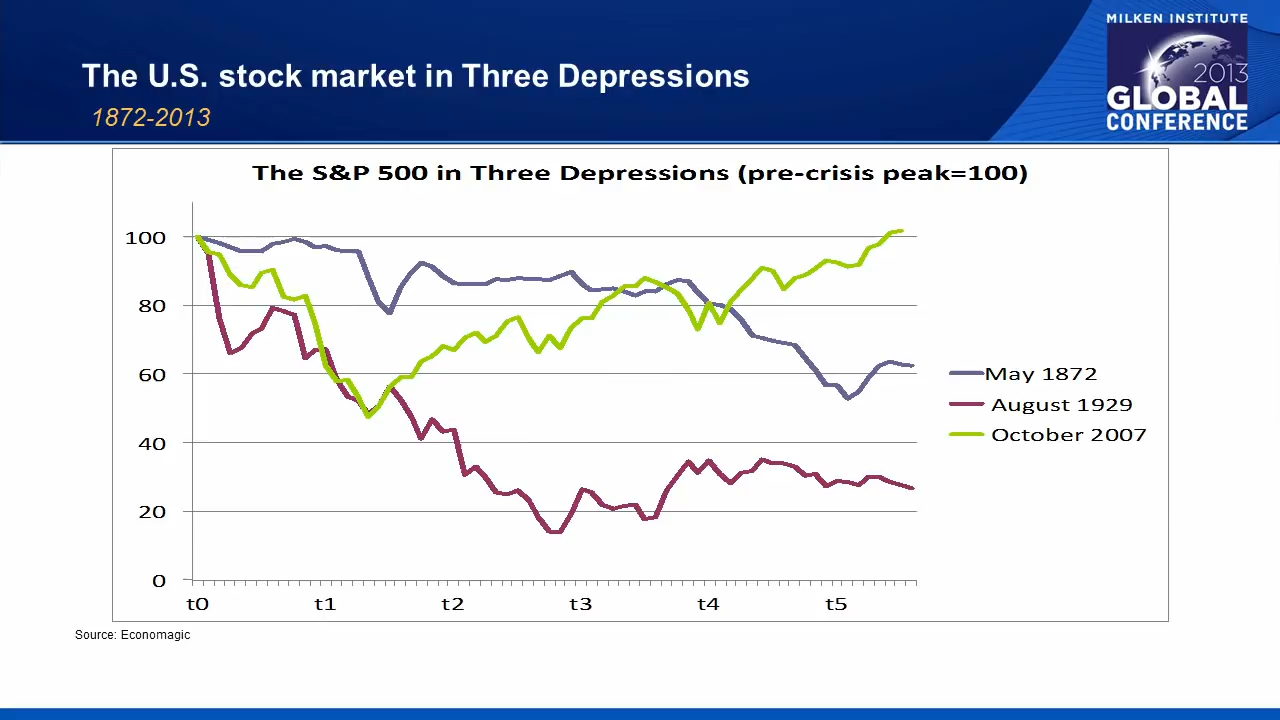 MILKEN INSTITUTE
2013
GLOBAL
CONFERENCE
The U.S. stock market in Three Depressions
1872-2013
The S&P 500 in Three Depressions (pre-crisis peak=100)
100
80
60
40
20
0
t0 t1 t2 t3 t4 t5
May 1872
August 1929
October 2007
Source: Economagic